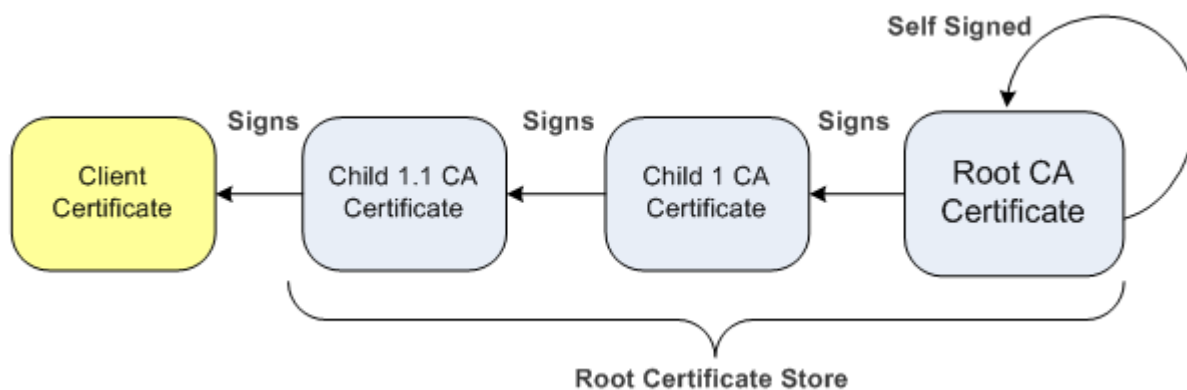 Self Signed
Signs
Signs
Signs
Client
Certificate
Child 1.1 CA
Certificate
Child 1 CA
Certificate
Root CA
Certificate
Root Certificate Store